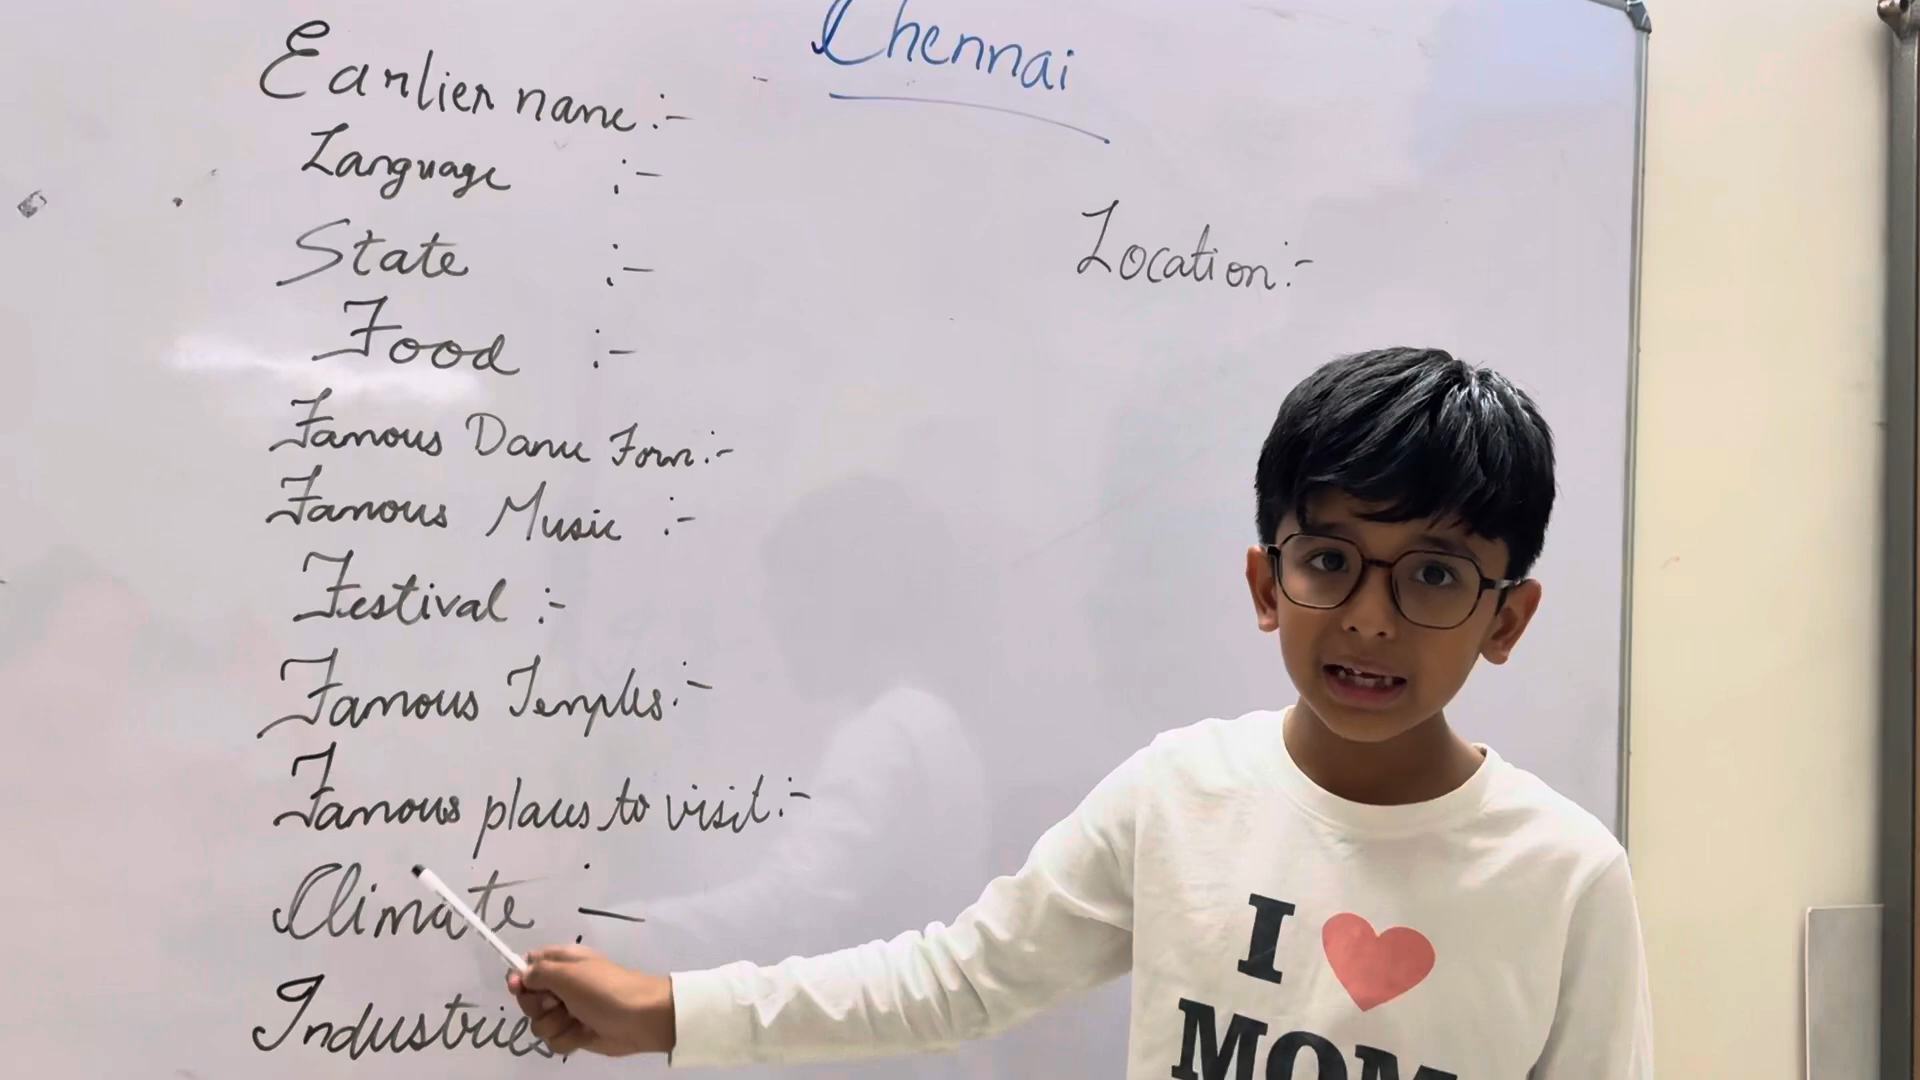 Chennai
Earlier name :-
Language :-
State :-
Food :-
Famous Dance Form :-
Famous Music :-
Festival :-
Famous Temples :-
Famous places to visit :-
Climate :-
Industries
Location :-
I ♥
MOM